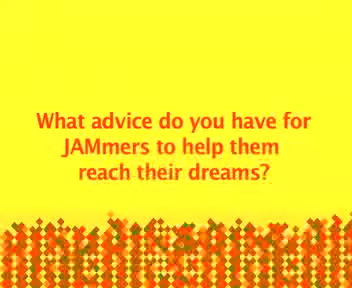 What advice do you have for
JAMmers to help them
reach their dreams?